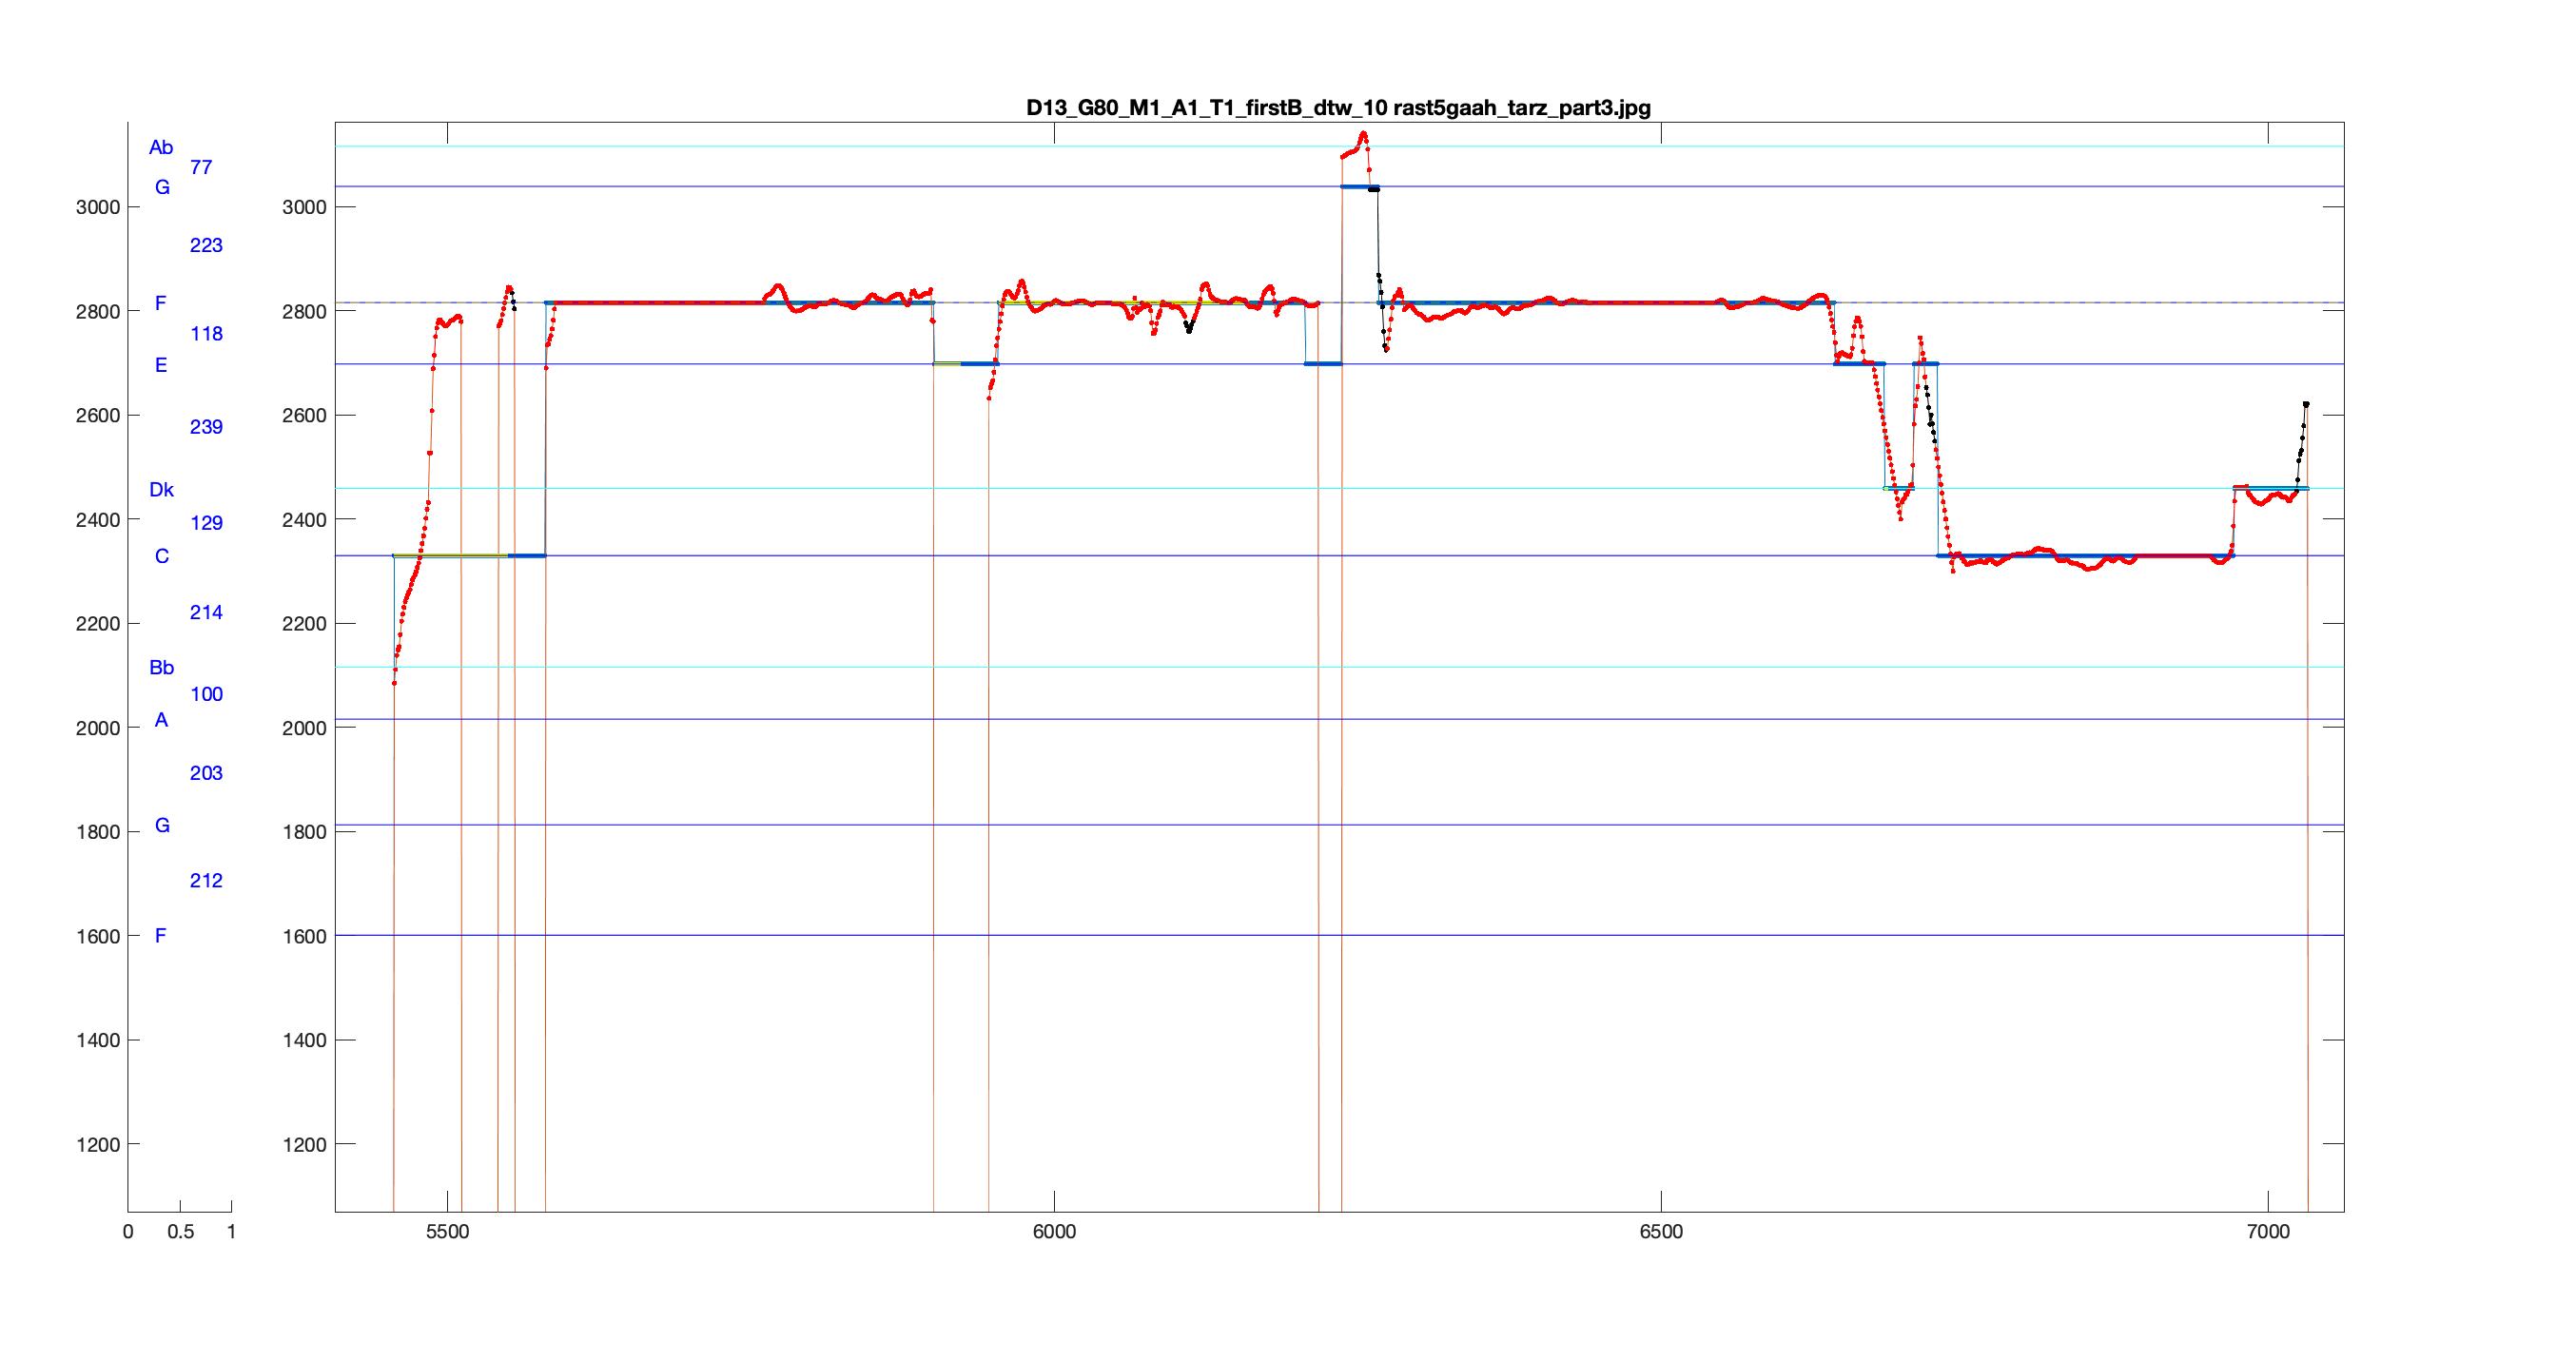 D13_G80_M1_A1_T1_firstB_dtw_10 rast5gaah_tarz_part3.jpg
Ab
77
G
3000 3000
223
F
2800 2800
118
E
2600 2600
239
Dk
2400 2400
129
C
2200 2200
214
Bb
100
A
2000 2000
203
G
1800 1800
212
F
1600 1600
1400 1400
1200 1200
0 0.5 1 5500 6000 6500 7000